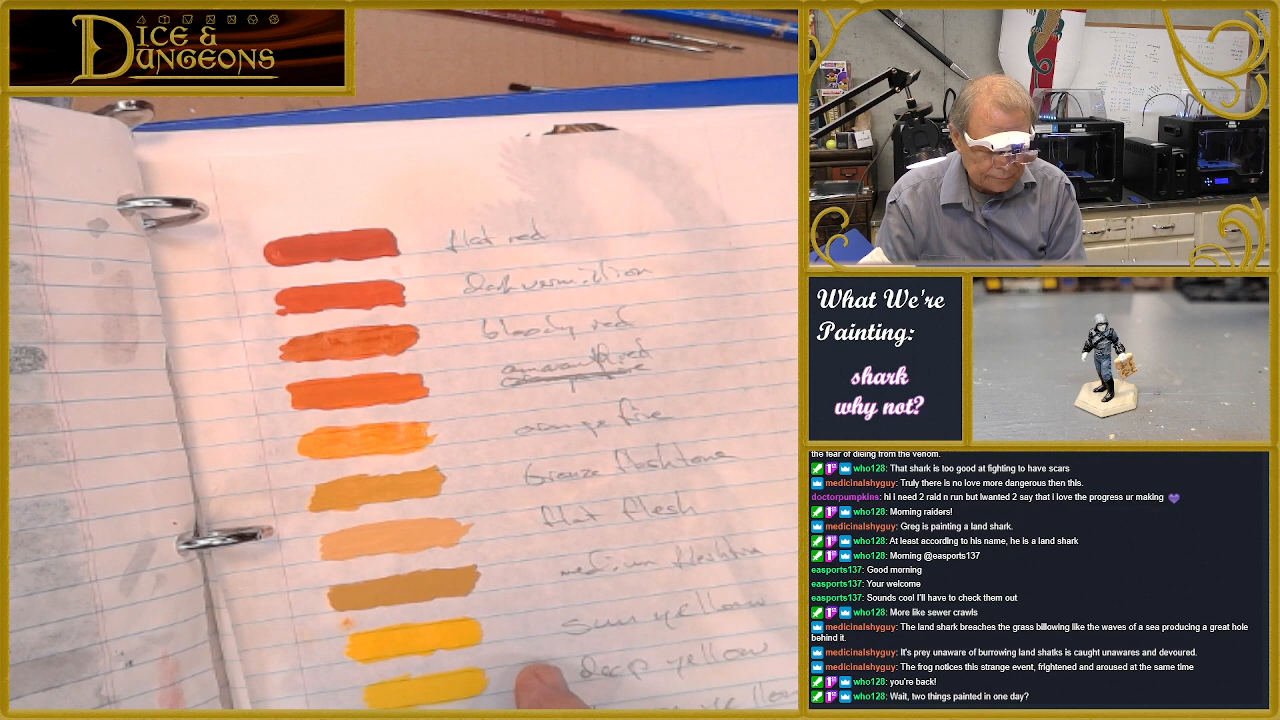 DICE &
DUNGEONS
flat red
dark vermillion
bloody red
amaranth red
orange fire
bronze fleshtone
flat flesh
medium fleshtone
sun yellow
deep yellow
What We're
Painting:
shark
why not?
the fear of dieing from the venom.
who128: That shark is too good at fighting to have scars
medicinalshyguy: Truly there is no love more dangerous then this.
doctorpumpkins: hi I need 2 raid n run but Iwanted 2 say that i love the progress ur making
who128: Morning raiders!
medicinalshyguy: Greg is painting a land shark.
who128: At least according to his name, he is a land shark
who128: Morning @easports137
easports137: Good morning
easports137: Your welcome
easports137: Sounds cool I'll have to check them out
who128: More like sewer crawls
medicinalshyguy: The land shark breaches the grass billowing like the waves of a sea producing a great hole
behind it.
medicinalshyguy: It's prey unaware of burrowing land shatks is caught unawares and devoured.
medicinalshyguy: The frog notices this strange event, frightened and aroused at the same time
who128: you're back!
who128: Wait, two things painted in one day?